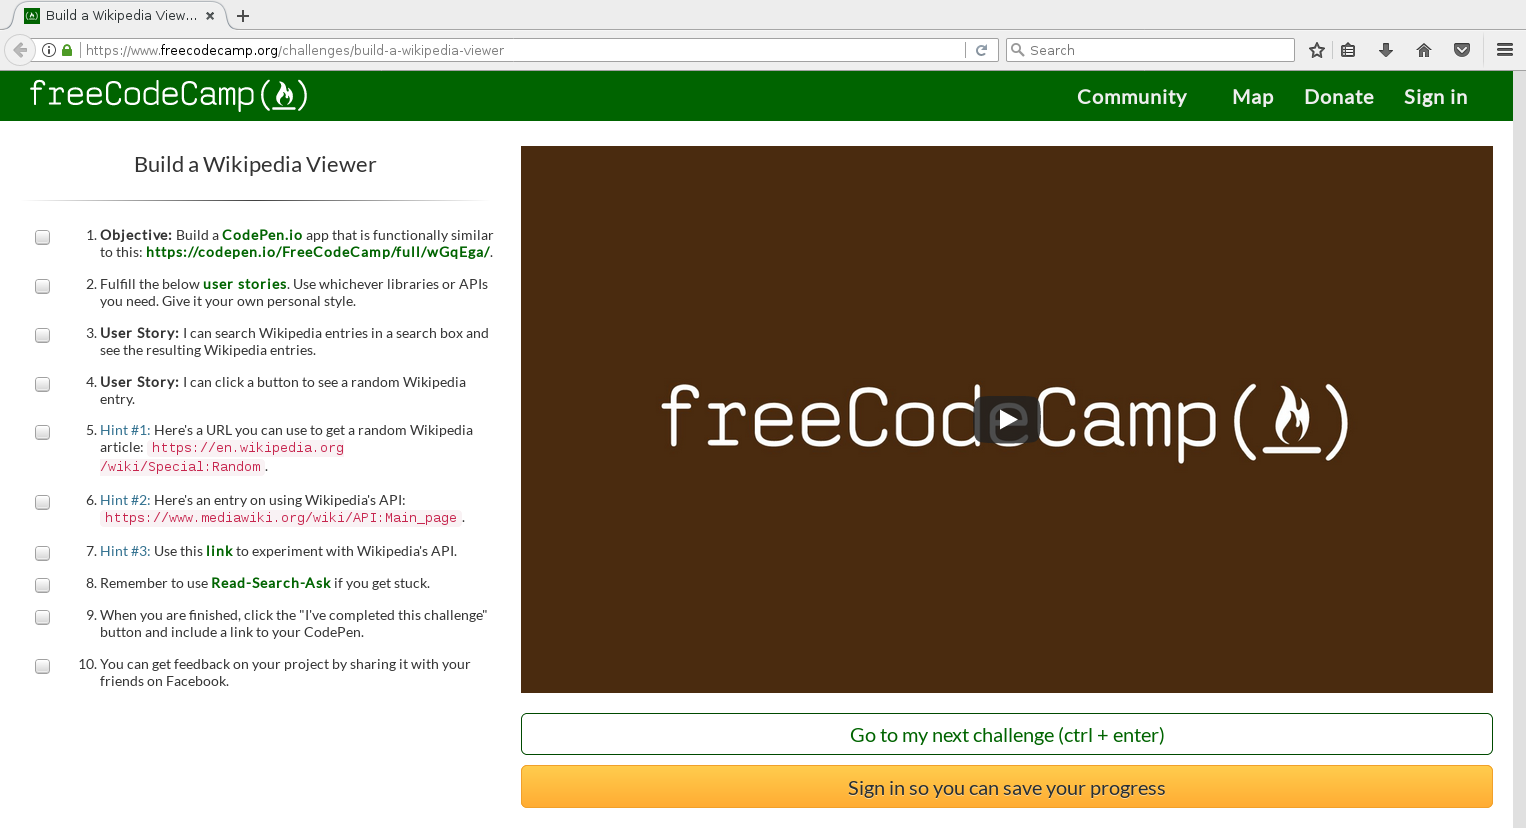 Build a Wikipedia View...
https://www.freecodecamp.org/challenges/build-a-wikipedia-viewer
Search
freeCodeCamp
Community
Map
Donate
Sign in
Build a Wikipedia Viewer
1. Objective: Build a CodePen.io app that is functionally similar
to this: https://codepen.io/FreeCodeCamp/full/wGqEga/.
2. Fulfill the below user stories. Use whichever libraries or APIs
you need. Give it your own personal style.
3. User Story: I can search Wikipedia entries in a search box and
see the resulting Wikipedia entries.
4. User Story: I can click a button to see a random Wikipedia
entry.
5. Hint #1: Here's a URL you can use to get a random Wikipedia
article: https://en.wikipedia.org
/wiki/Special:Random.
6. Hint #2: Here's an entry on using Wikipedia's API:
https://www.mediawiki.org/wiki/API:Main_page.
7. Hint #3: Use this link to experiment with Wikipedia's API.
8. Remember to use Read-Search-Ask if you get stuck.
9. When you are finished, click the "I've completed this challenge"
button and include a link to your CodePen.
10. You can get feedback on your project by sharing it with your
friends on Facebook.
freeCodeCamp
Go to my next challenge (ctrl + enter)
Sign in so you can save your progress